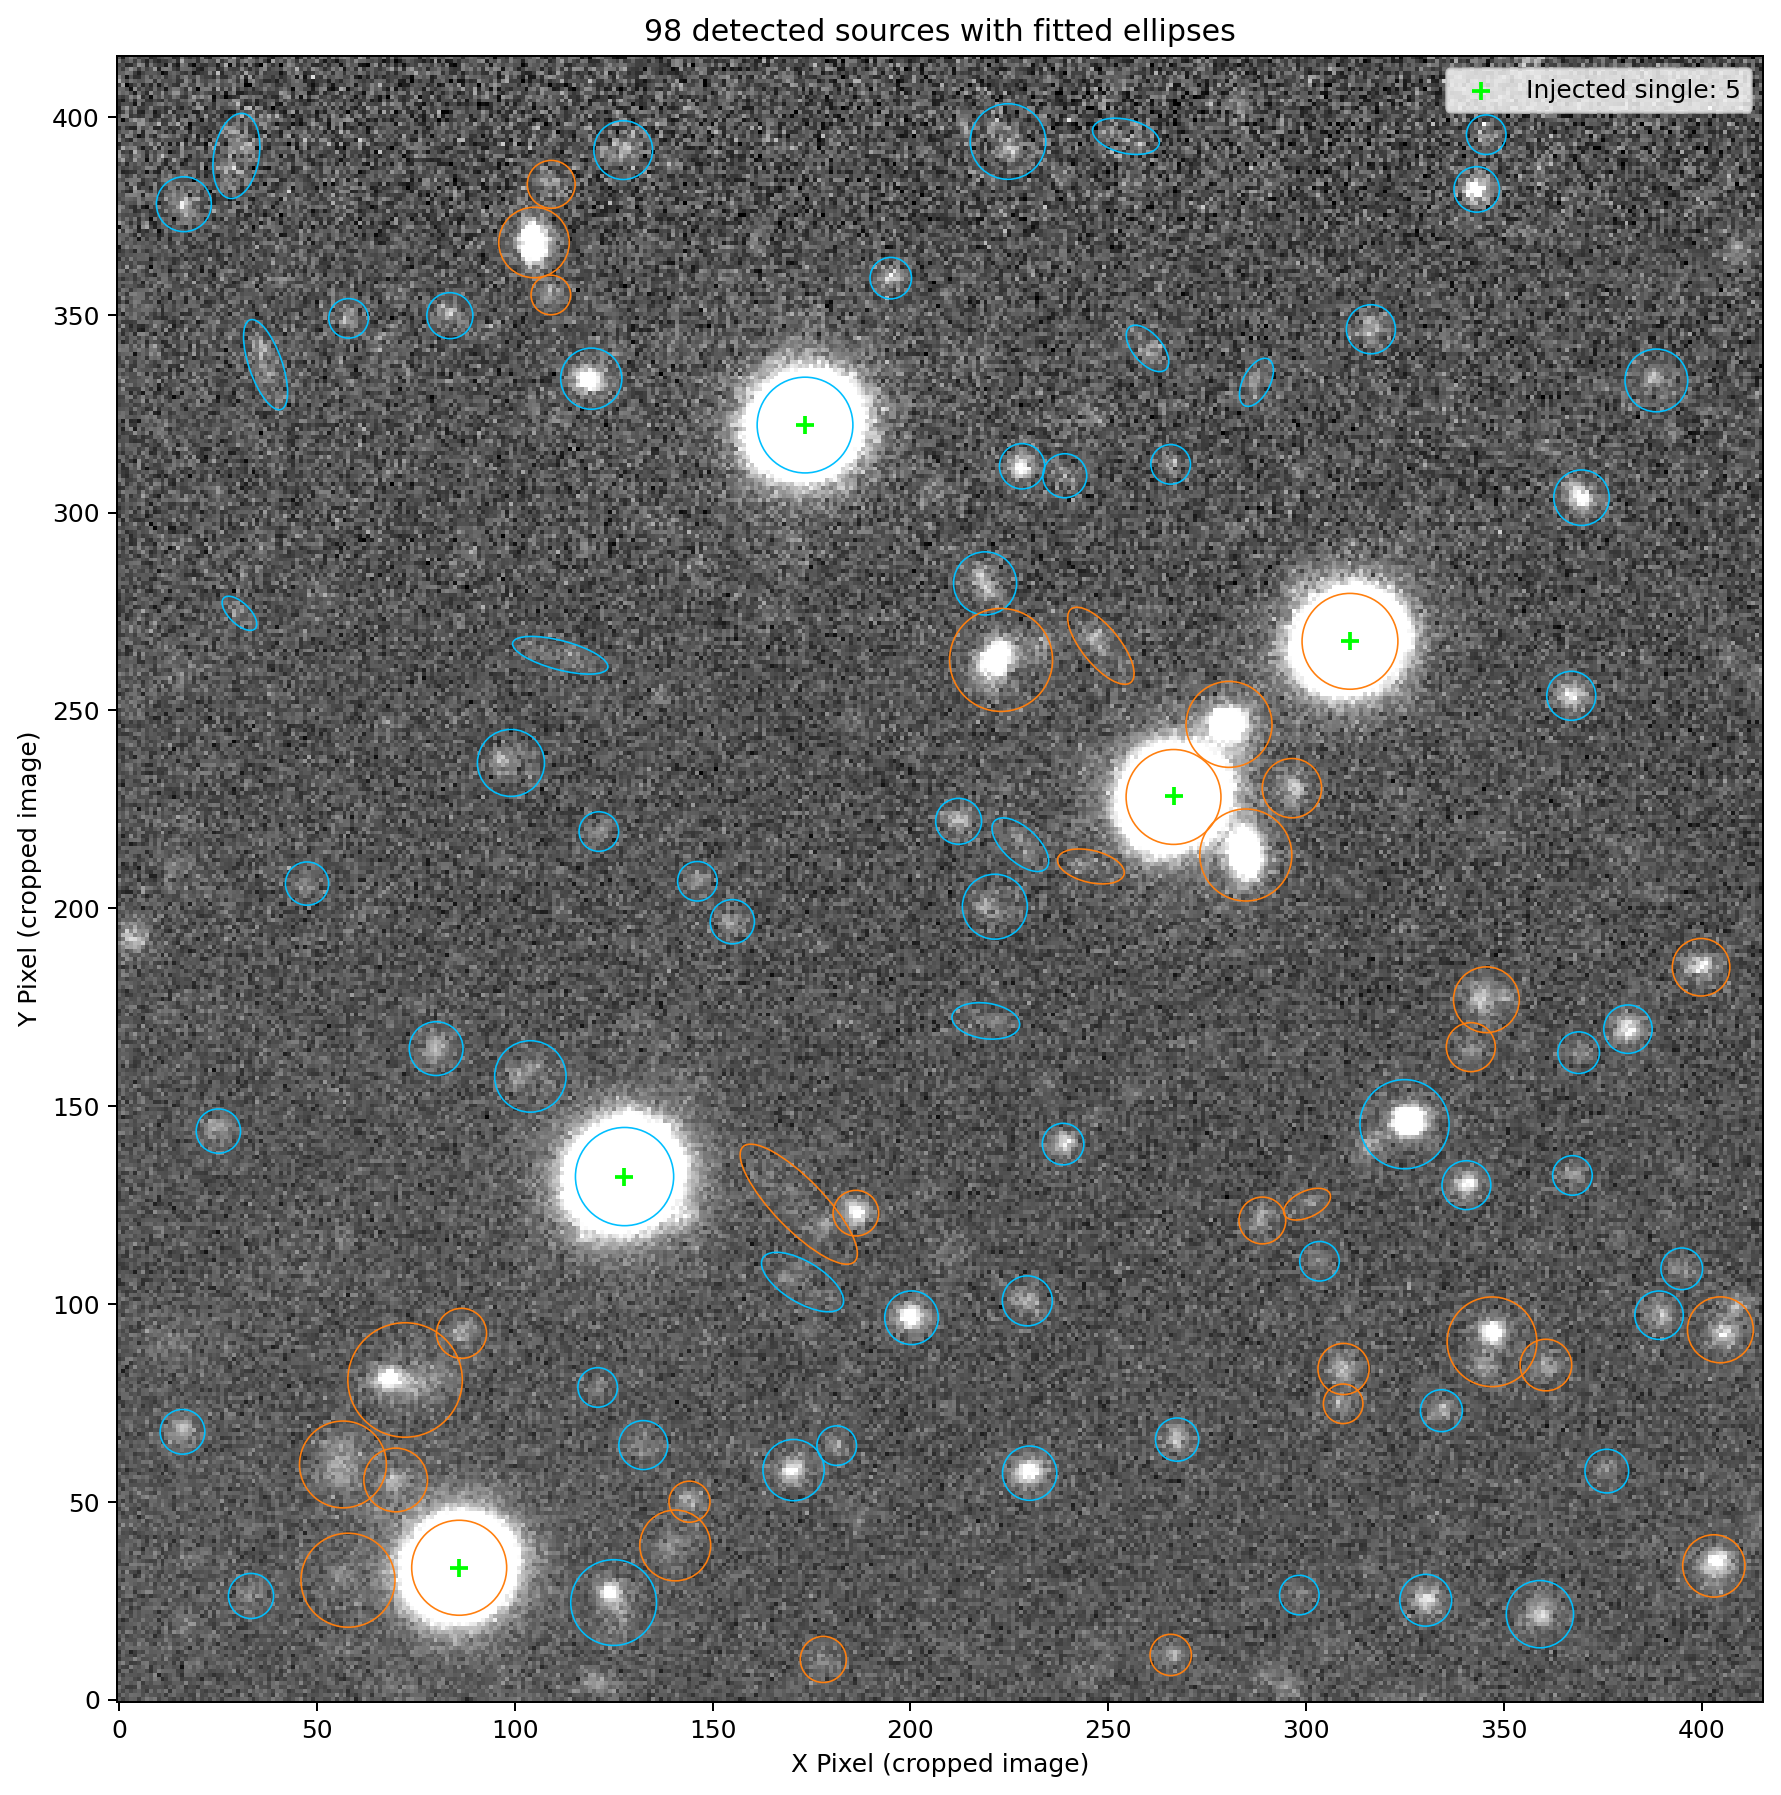 98 detected sources with fitted ellipses
Injected single: 5
400
350
300
250
200
150
100
50
0
Y Pixel (cropped image)
0 50 100 150 200 250 300 350 400
X Pixel (cropped image)